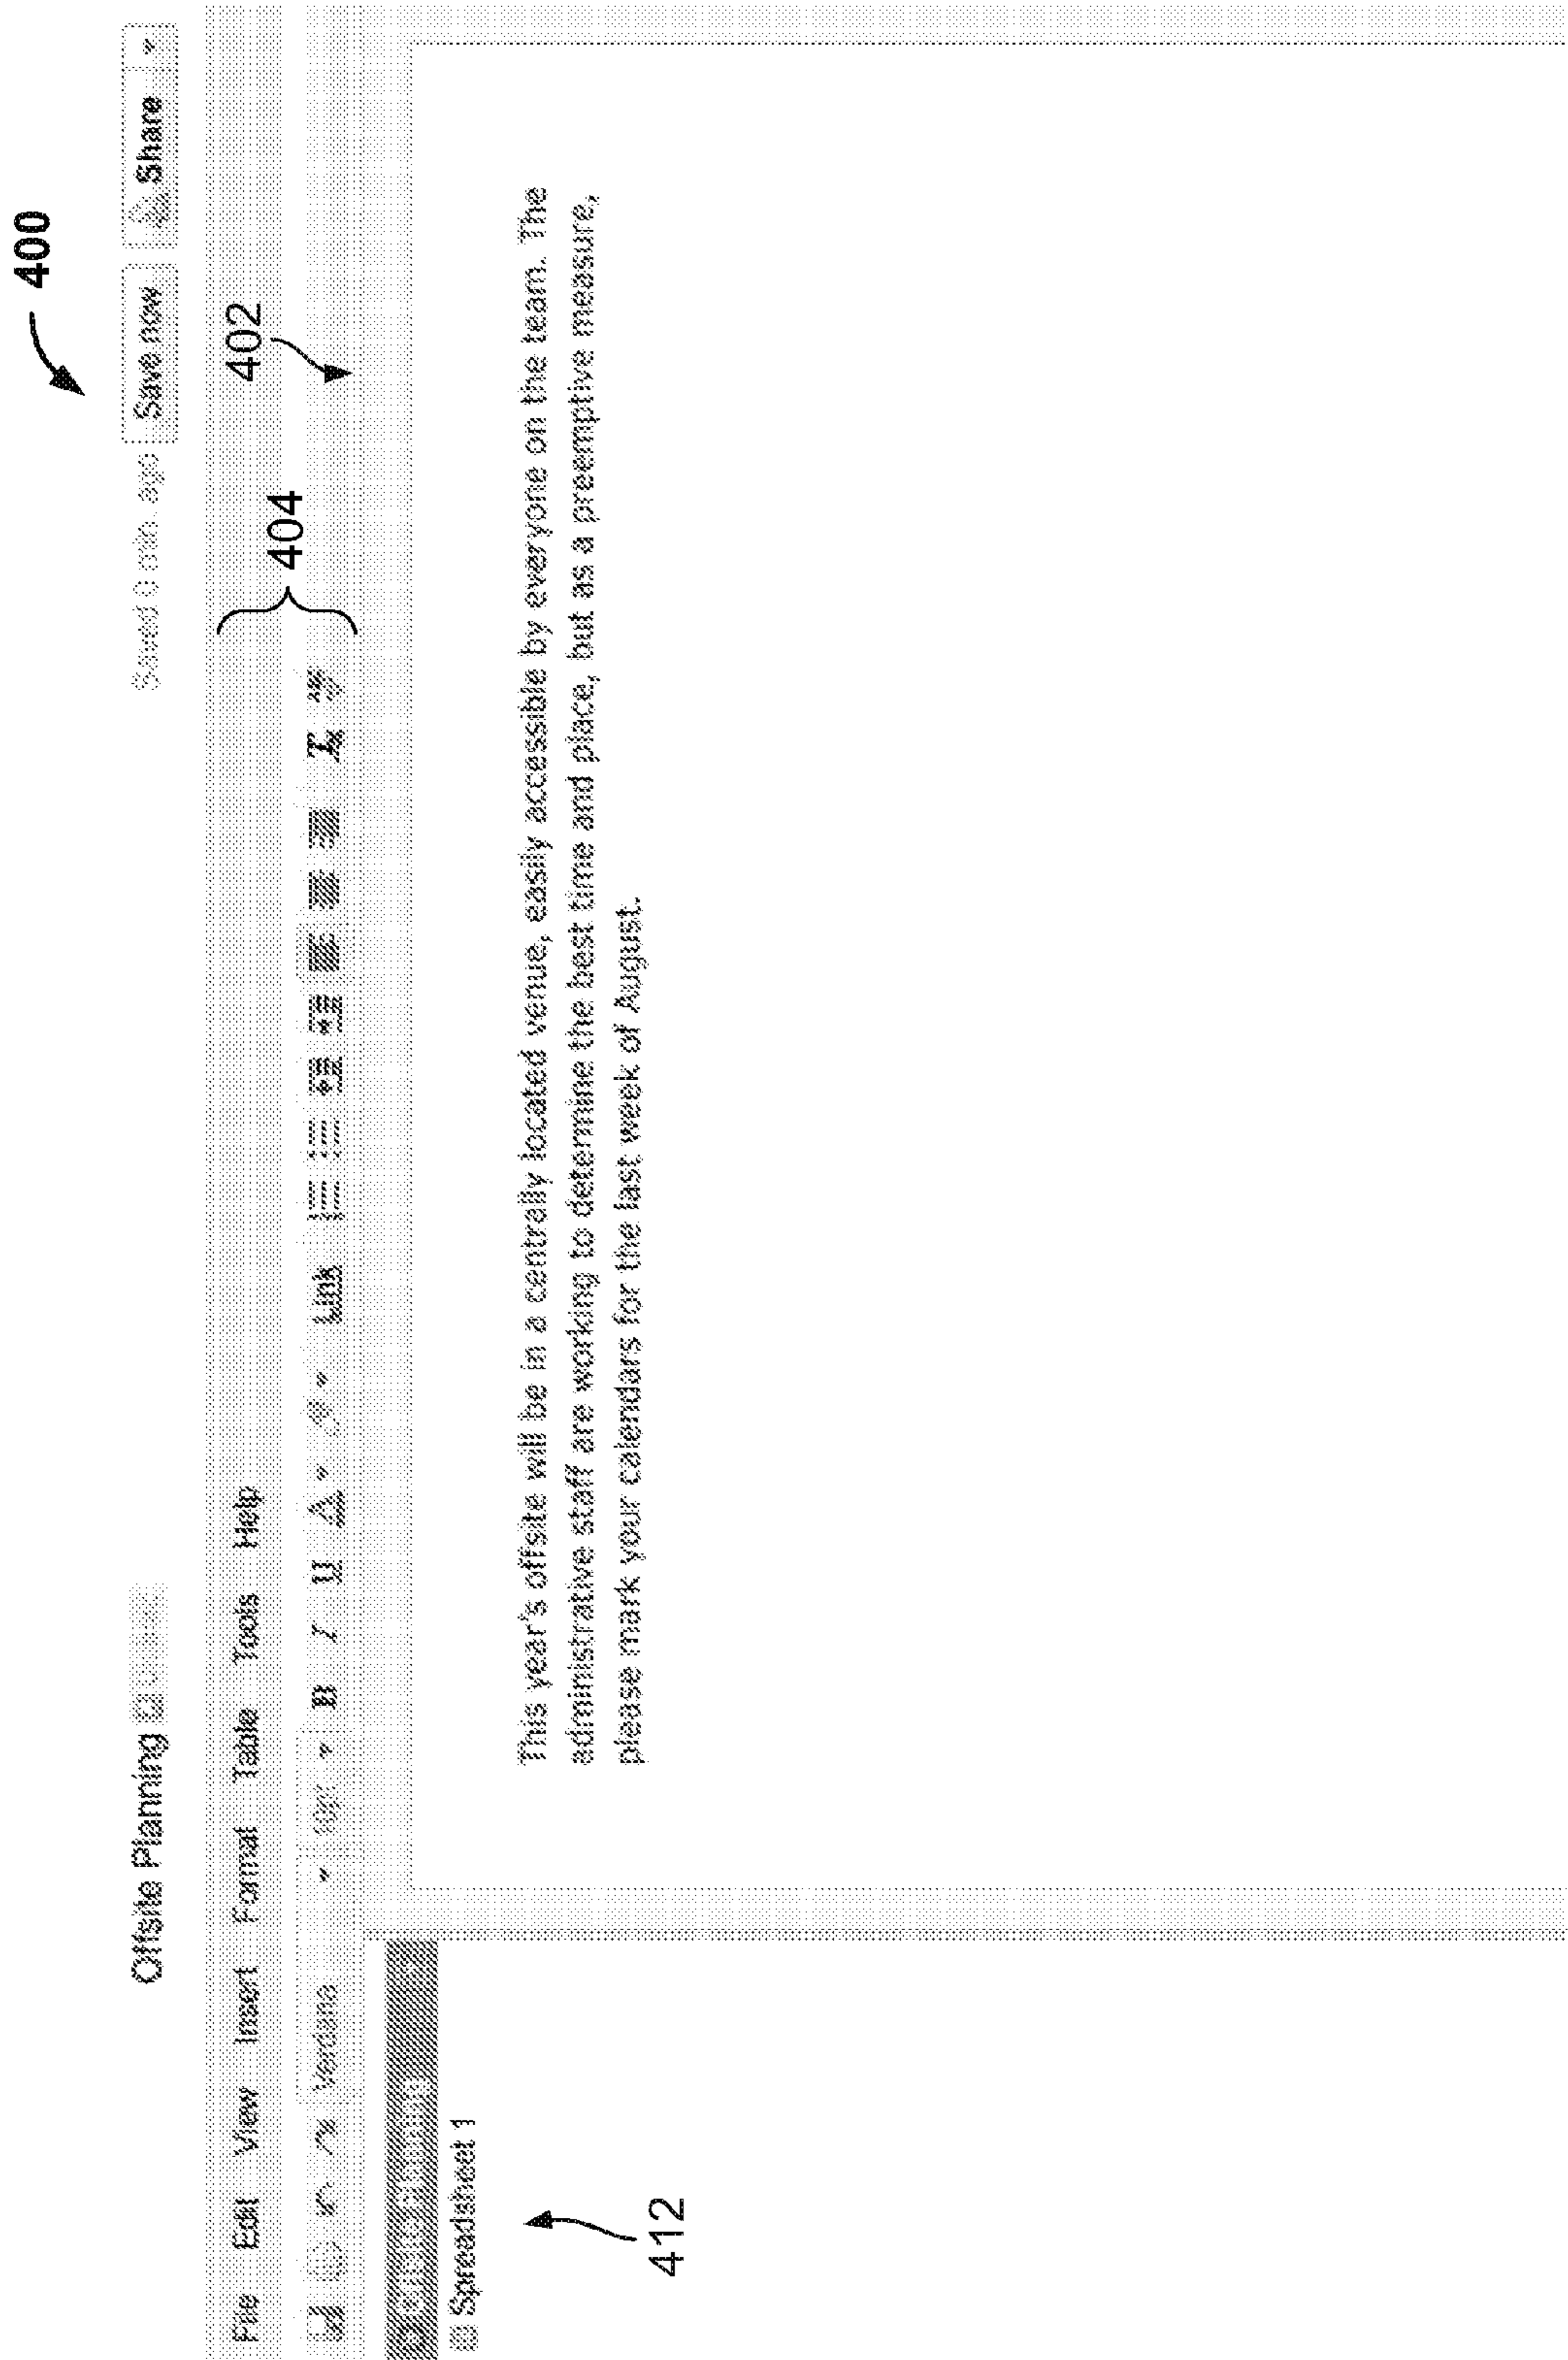 400
Offsite Planning
Saved 0 min. ago Save now Share
File Edit View Insert Format Table Tools Help
402
404
Verdana 10pt B I U A Link T
Spreadsheet 1
412
This year's offsite will be in a centrally located venue, easily accessible by everyone on the team. The
administrative staff are working to determine the best time and place, but as a preemptive measure,
please mark your calendars for the last week of August.